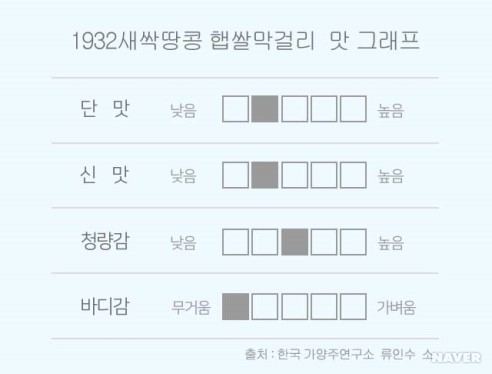 1932새싹땅콩 햅쌀막걸리 맛 그래프
단 맛 낮음 높음
신 맛 낮음 높음
청량감 낮음 높음
바디감 무거움 가벼움
출처 : 한국 가양주연구소 류인수 소
NAVER